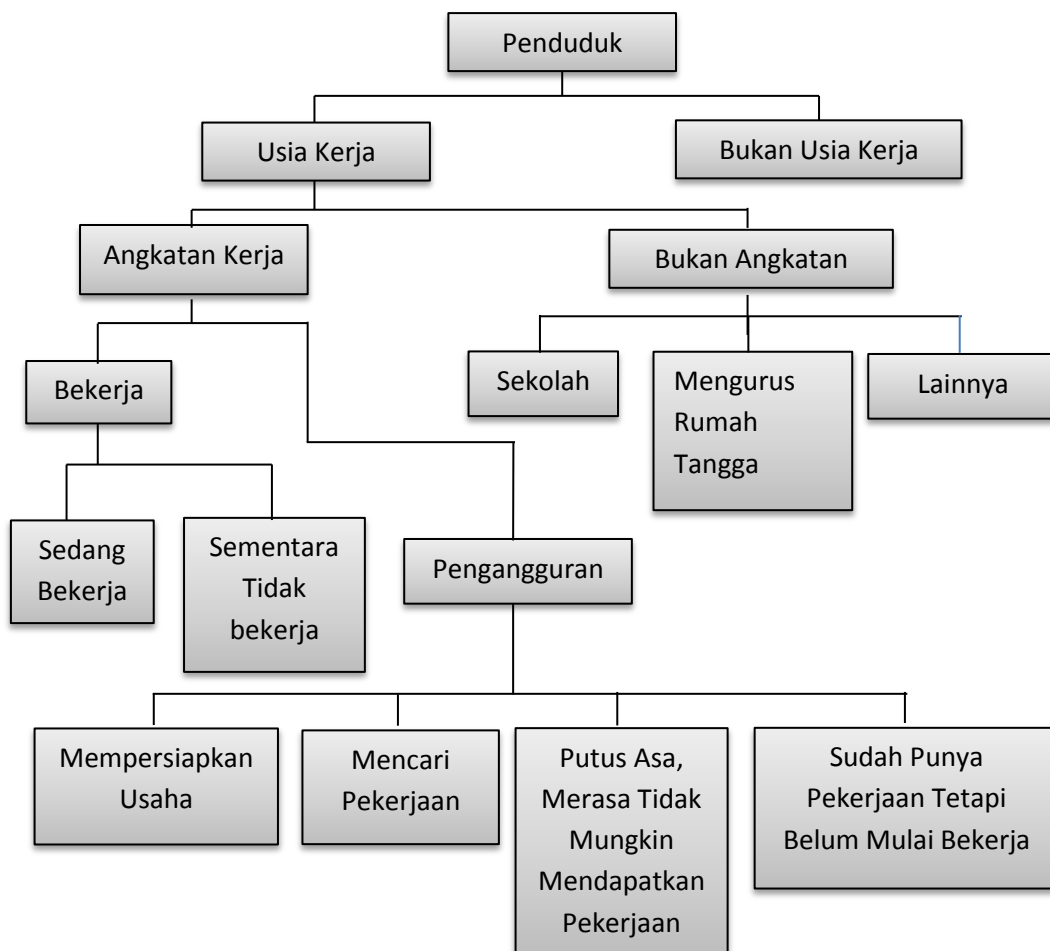 Penduduk
Usia Kerja
Bukan Usia Kerja
Angkatan Kerja
Bukan Angkatan
Bekerja
Sekolah
Mengurus
Rumah
Tangga
Lainnya
Sedang
Bekerja
Sementara
Tidak
bekerja
Pengangguran
Mempersiapkan
Usaha
Mencari
Pekerjaan
Putus Asa,
Merasa Tidak
Mungkin
Mendapatkan
Pekerjaan
Sudah Punya
Pekerjaan Tetapi
Belum Mulai Bekerja